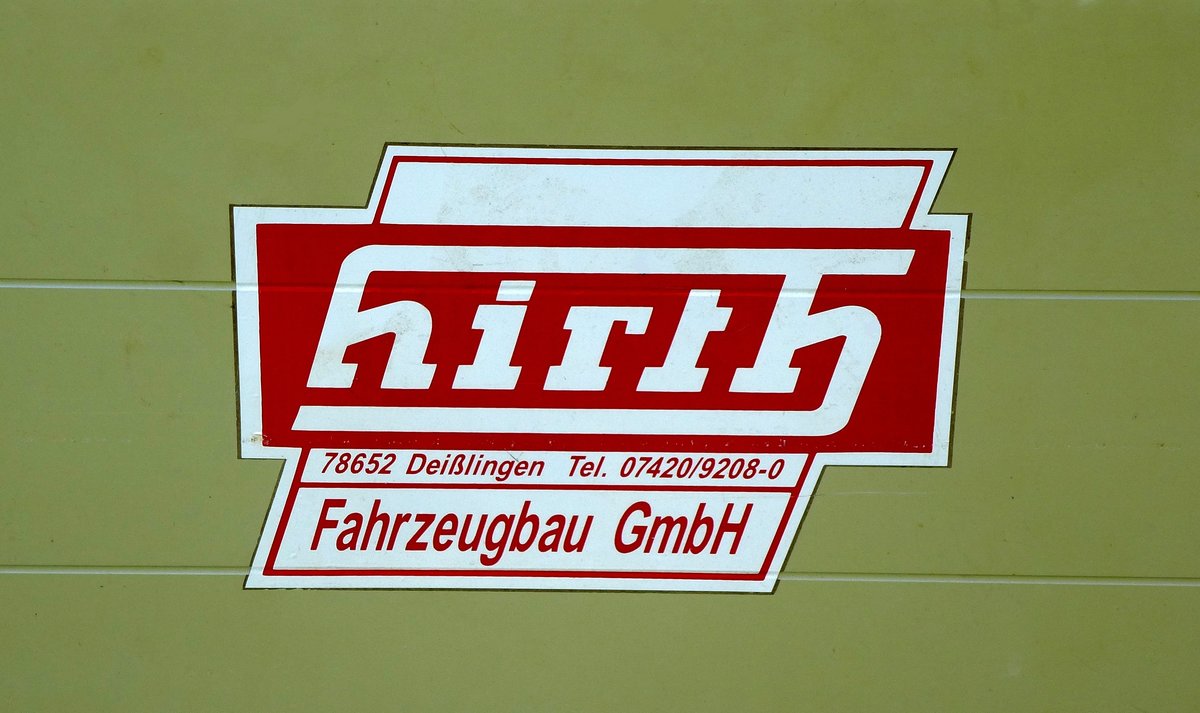 hirth
78652 Deißlingen Tel. 07420/9208-0
Fahrzeugbau GmbH